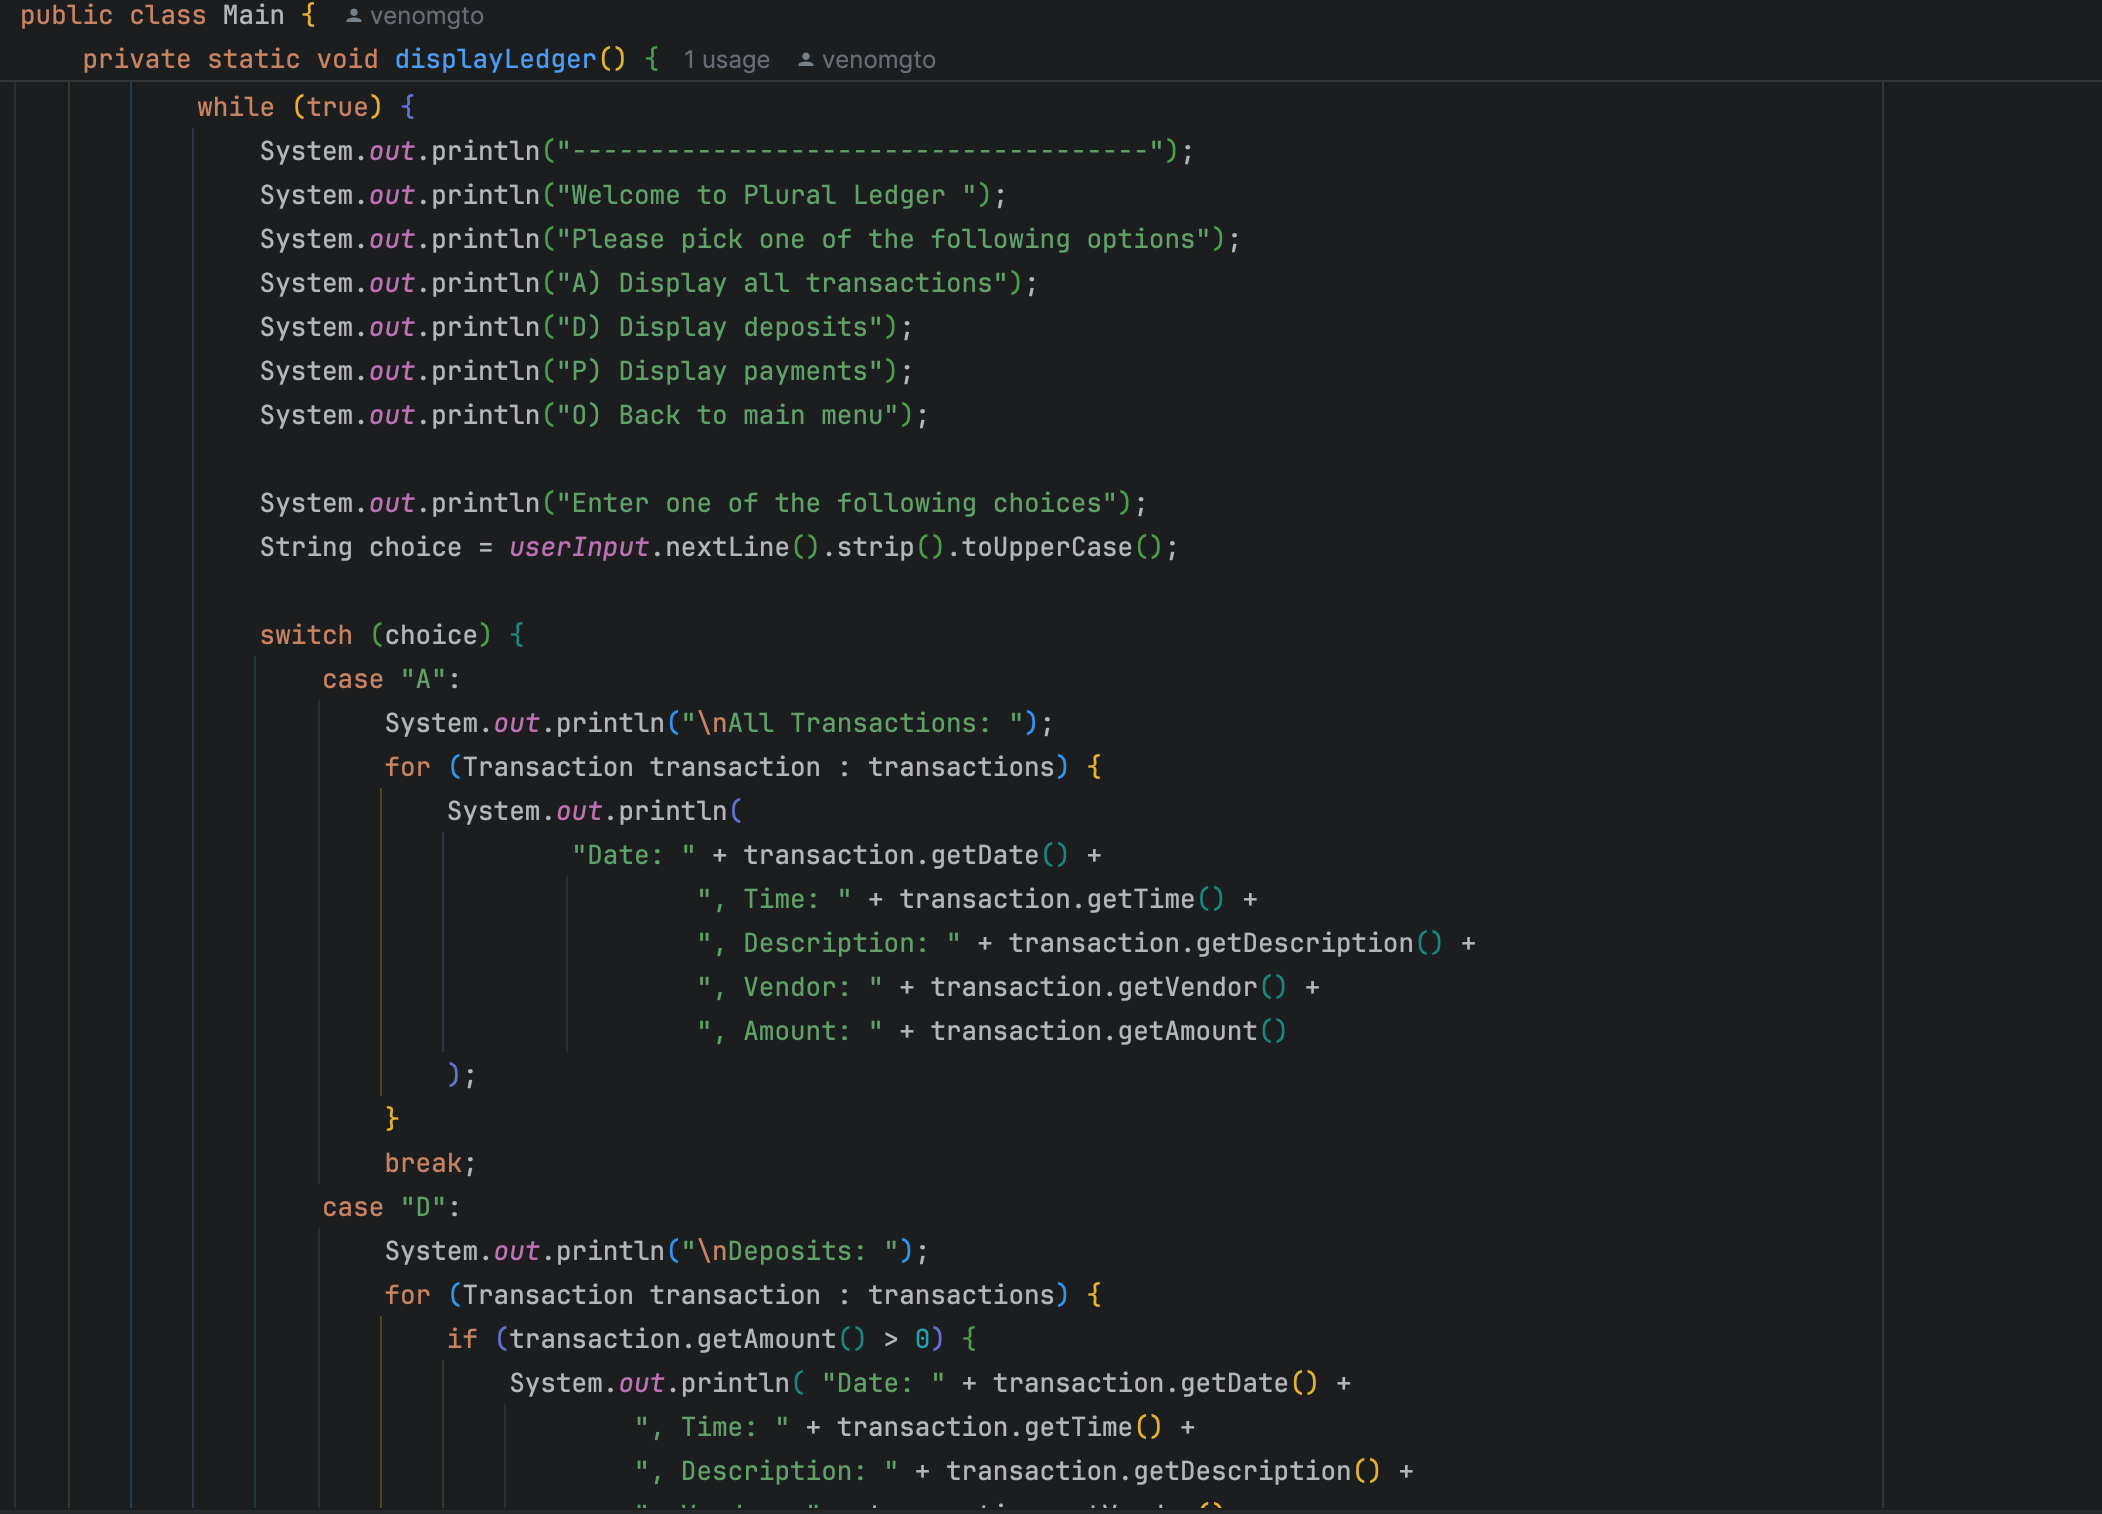 public class Main { venomgto
private static void displayLedger() { 1 usage venomgto
while (true) {
System.out.println("-------------------------------------");
System.out.println("Welcome to Plural Ledger ");
System.out.println("Please pick one of the following options");
System.out.println("A) Display all transactions");
System.out.println("D) Display deposits");
System.out.println("P) Display payments");
System.out.println("O) Back to main menu");
System.out.println("Enter one of the following choices");
String choice = userInput.nextLine().strip().toUpperCase();
switch (choice) {
case "A":
System.out.println("\nAll Transactions: ");
for (Transaction transaction : transactions) {
System.out.println(
"Date: " + transaction.getDate() +
", Time: " + transaction.getTime() +
", Description: " + transaction.getDescription() +
", Vendor: " + transaction.getVendor() +
", Amount: " + transaction.getAmount()
);
}
break;
case "D":
System.out.println("\nDeposits: ");
for (Transaction transaction : transactions) {
if (transaction.getAmount() > 0) {
System.out.println( "Date: " + transaction.getDate() +
", Time: " + transaction.getTime() +
", Description: " + transaction.getDescription() +